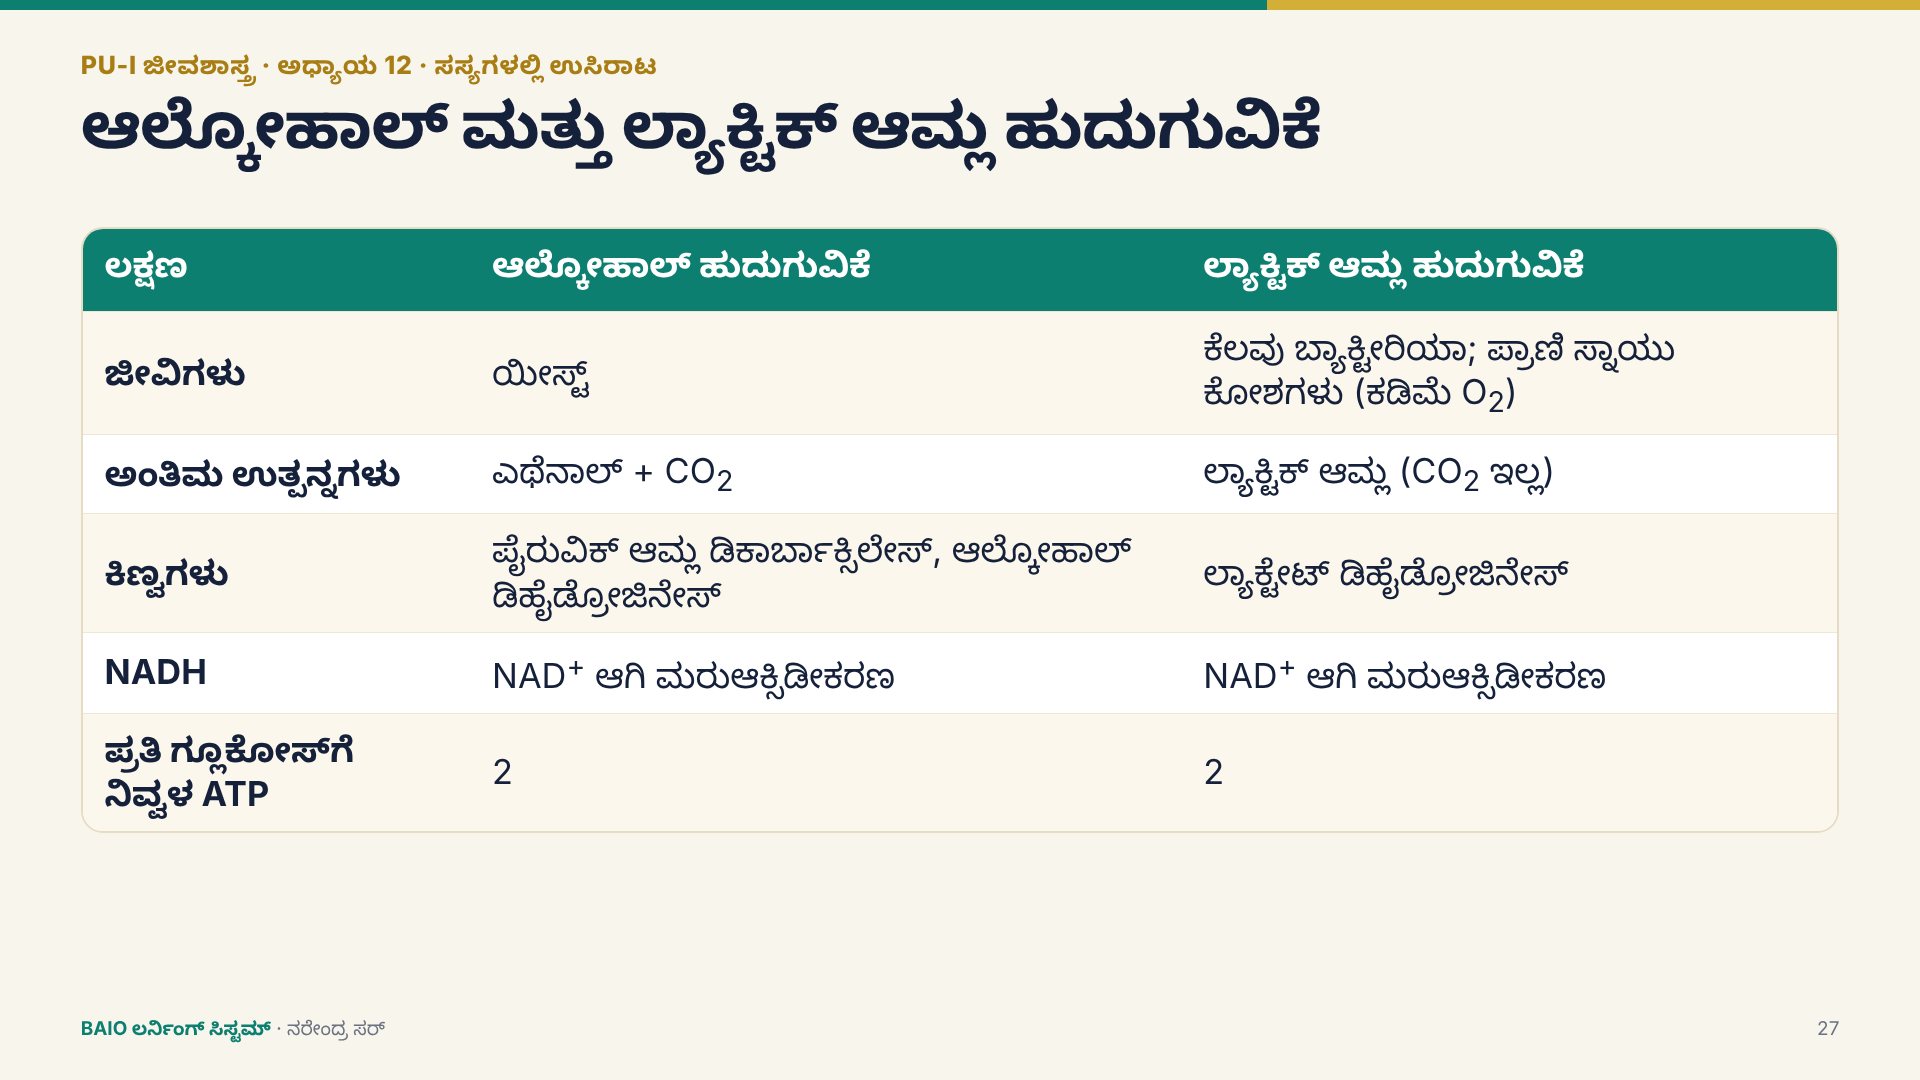 PU-I ಜೀವಶಾಸ್ತ್ರ · ಅಧ್ಯಾಯ 12 · ಸಸ್ಯಗಳಲ್ಲಿ ಉಸಿರಾಟ
ಆಲ್ಕೋಹಾಲ್ ಮತ್ತು ಲ್ಯಾಕ್ಟಿಕ್ ಆಮ್ಲ ಹುದುಗುವಿಕೆ
ಲಕ್ಷಣ ಆಲ್ಕೋಹಾಲ್ ಹುದುಗುವಿಕೆ ಲ್ಯಾಕ್ಟಿಕ್ ಆಮ್ಲ ಹುದುಗುವಿಕೆ
ಜೀವಿಗಳು ಯೀಸ್ಟ್ ಕೆಲವು ಬ್ಯಾಕ್ಟೀರಿಯಾ; ಪ್ರಾಣಿ ಸ್ನಾಯು
ಕೋಶಗಳು (ಕಡಿಮೆ O₂)
ಅಂತಿಮ ಉತ್ಪನ್ನಗಳು ಎಥೆನಾಲ್ + CO₂ ಲ್ಯಾಕ್ಟಿಕ್ ಆಮ್ಲ (CO₂ ಇಲ್ಲ)
ಕಿಣ್ವಗಳು ಪೈರುವಿಕ್ ಆಮ್ಲ ಡಿಕಾರ್ಬಾಕ್ಸಿಲೇಸ್, ಆಲ್ಕೋಹಾಲ್
ಡಿಹೈಡ್ರೋಜಿನೇಸ್ ಲ್ಯಾಕ್ಟೇಟ್ ಡಿಹೈಡ್ರೋಜಿನೇಸ್
NADH NAD⁺ ಆಗಿ ಮರುಆಕ್ಸಿಡೀಕರಣ NAD⁺ ಆಗಿ ಮರುಆಕ್ಸಿಡೀಕರಣ
ಪ್ರತಿ ಗ್ಲೂಕೋಸ್‌ಗೆ
ನಿವ್ವಳ ATP 2 2
BAIO ಲರ್ನಿಂಗ್ ಸಿಸ್ಟಮ್ · ನರೇಂದ್ರ ಸರ್ 27